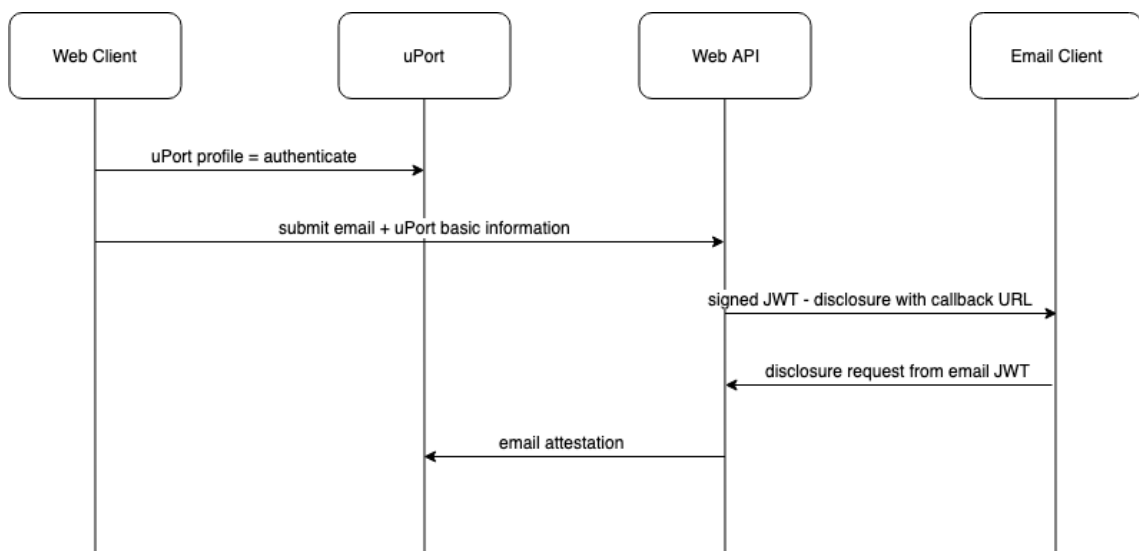 Web Client
uPort
Web API
Email Client
uPort profile = authenticate
submit email + uPort basic information
signed JWT - disclosure with callback URL
disclosure request from email JWT
email attestation